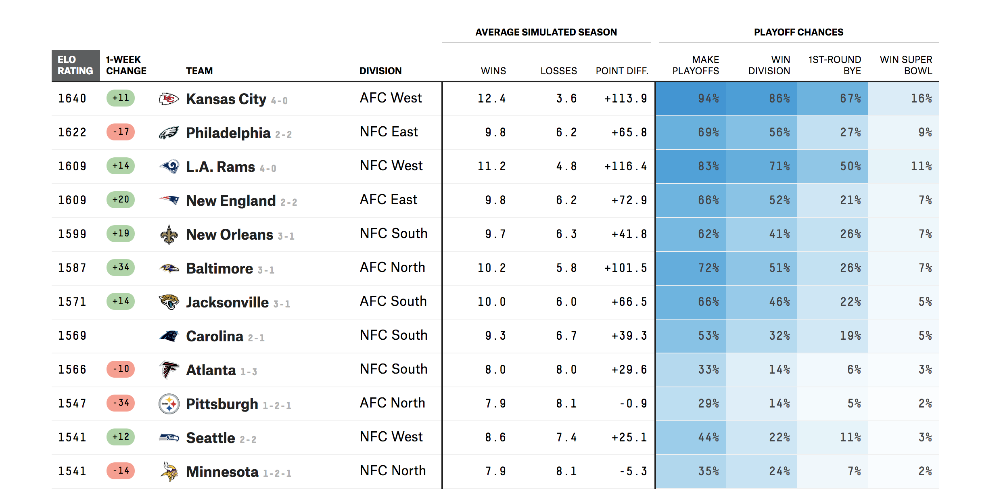 AVERAGE SIMULATED SEASON PLAYOFF CHANCES
ELO RATING 1-WEEK CHANGE TEAM DIVISION WINS LOSSES POINT DIFF. MAKE PLAYOFFS WIN DIVISION 1ST-ROUND BYE WIN SUPER BOWL
1640 +11 Kansas City 4-0 AFC West 12.4 3.6 +113.9 94% 86% 67% 16%
1622 -17 Philadelphia 2-2 NFC East 9.8 6.2 +65.8 69% 56% 27% 9%
1609 +14 L.A. Rams 4-0 NFC West 11.2 4.8 +116.4 83% 71% 50% 11%
1609 +20 New England 2-2 AFC East 9.8 6.2 +72.9 66% 52% 21% 7%
1599 +19 New Orleans 3-1 NFC South 9.7 6.3 +41.8 62% 41% 26% 7%
1587 +34 Baltimore 3-1 AFC North 10.2 5.8 +101.5 72% 51% 26% 7%
1571 +14 Jacksonville 3-1 AFC South 10.0 6.0 +66.5 66% 46% 22% 5%
1569 Carolina 2-1 NFC South 9.3 6.7 +39.3 53% 32% 19% 5%
1566 -10 Atlanta 1-3 NFC South 8.0 8.0 +29.6 33% 14% 6% 3%
1547 -34 Steelers Pittsburgh 1-2-1 AFC North 7.9 8.1 -0.9 29% 14% 5% 2%
1541 +12 Seattle 2-2 NFC West 8.6 7.4 +25.1 44% 22% 11% 3%
1541 -14 Minnesota 1-2-1 NFC North 7.9 8.1 -5.3 35% 24% 7% 2%